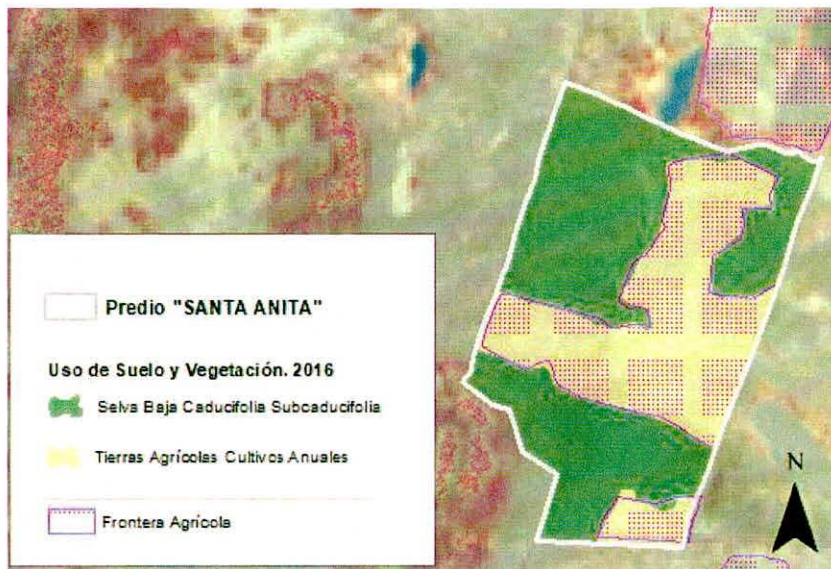 Predio "SANTA ANITA"
Uso de Suelo y Vegetación. 2016
Selva Baja Caducifolia Subcaducifolia
Tierras Agrícolas Cultivos Anuales
Frontera Agrícola
N